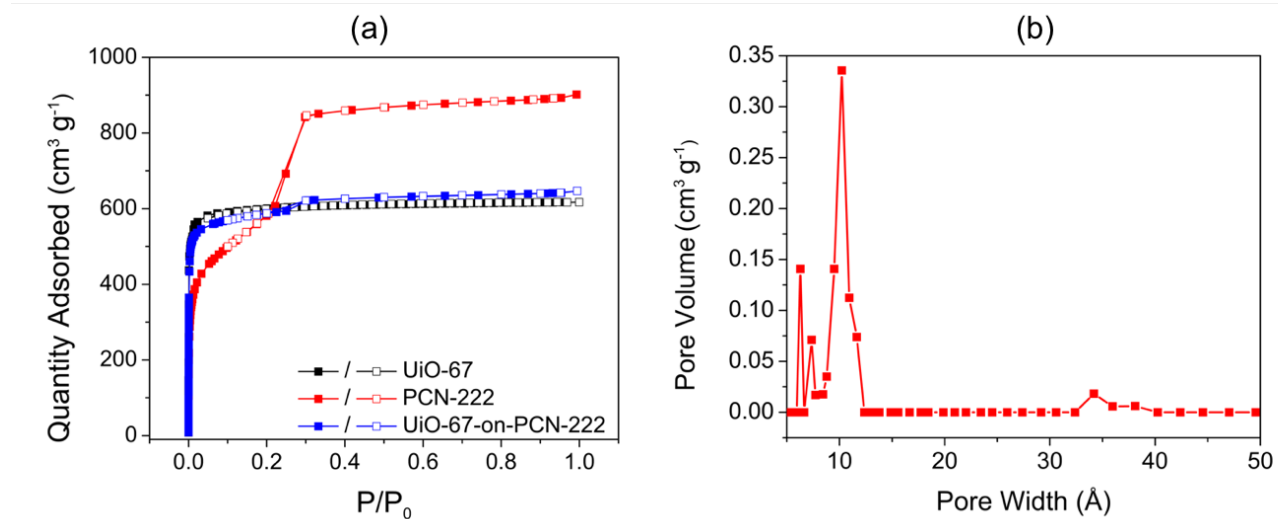 (a)
Quantity Adsorbed (cm³ g⁻¹)
1000
800
600
400
200
0
/ UiO-67
/ PCN-222
/ UiO-67-on-PCN-222
0.0 0.2 0.4 0.6 0.8 1.0
P/P₀
(b)
Pore Volume (cm³ g⁻¹)
0.35
0.30
0.25
0.20
0.15
0.10
0.05
0.00
10 20 30 40 50
Pore Width (Å)